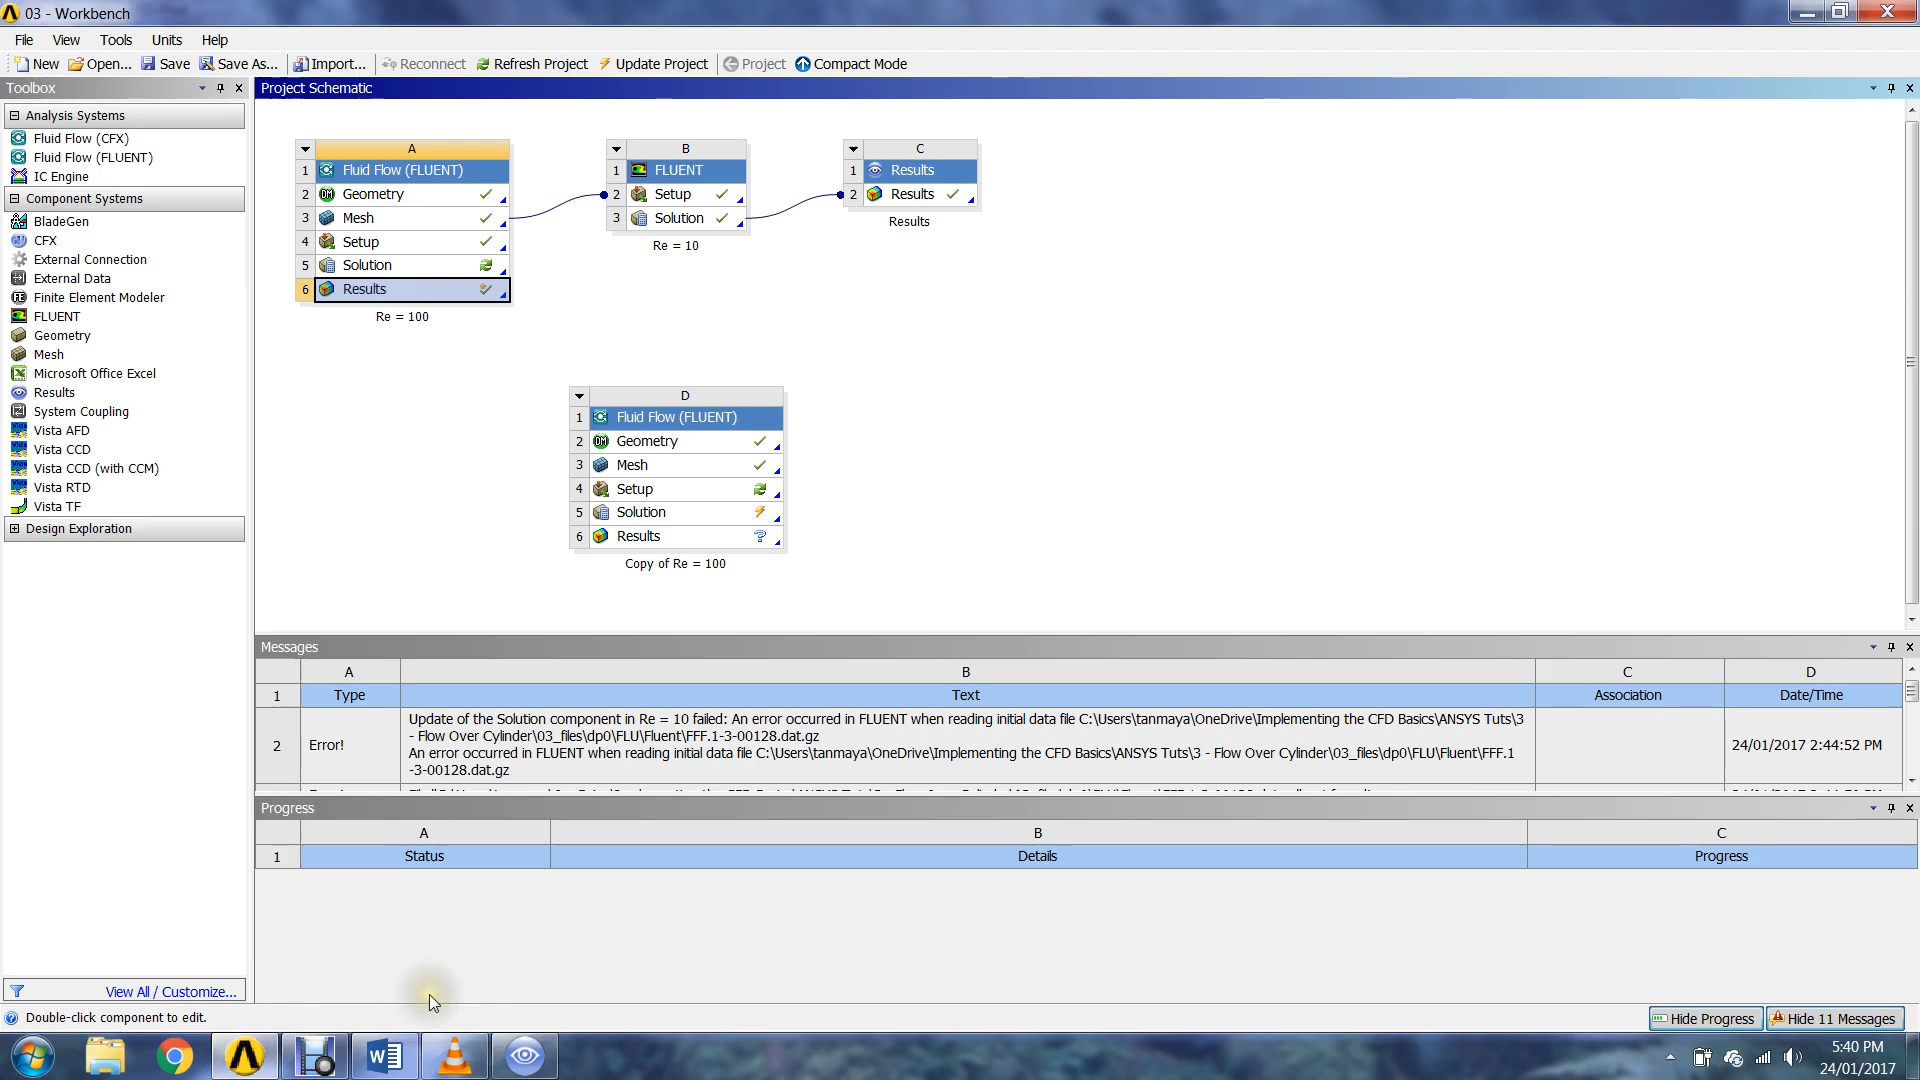 03 - Workbench
File View Tools Units Help
New Open... Save Save As... Import... Reconnect Refresh Project Update Project Project Compact Mode
Toolbox
Analysis Systems
Fluid Flow (CFX)
Fluid Flow (FLUENT)
IC Engine
Component Systems
BladeGen
CFX
External Connection
External Data
Finite Element Modeler
FLUENT
Geometry
Mesh
Microsoft Office Excel
Results
System Coupling
Vista AFD
Vista CCD
Vista CCD (with CCM)
Vista RTD
Vista TF
Design Exploration
View All / Customize...
Project Schematic
A
1 Fluid Flow (FLUENT)
2 Geometry
3 Mesh
4 Setup
5 Solution
6 Results
Re = 100
B
1 FLUENT
2 Setup
3 Solution
Re = 10
C
1 Results
2 Results
Results
D
1 Fluid Flow (FLUENT)
2 Geometry
3 Mesh
4 Setup
5 Solution
6 Results
Copy of Re = 100
Messages
A B C D
1 Type Text Association Date/Time
2 Error! Update of the Solution component in Re = 10 failed: An error occurred in FLUENT when reading initial data file C:\Users\tanmaya\OneDrive\Implementing the CFD Basics\ANSYS Tuts\3
- Flow Over Cylinder\03_files\dp0\FLU\Fluent\FFF.1-3-00128.dat.gz
An error occurred in FLUENT when reading initial data file C:\Users\tanmaya\OneDrive\Implementing the CFD Basics\ANSYS Tuts\3 - Flow Over Cylinder\03_files\dp0\FLU\Fluent\FFF.1
-3-00128.dat.gz
24/01/2017 2:44:52 PM
Progress
A B C
1 Status Details Progress
Double-click component to edit.
Hide Progress Hide 11 Messages
5:40 PM
24/01/2017